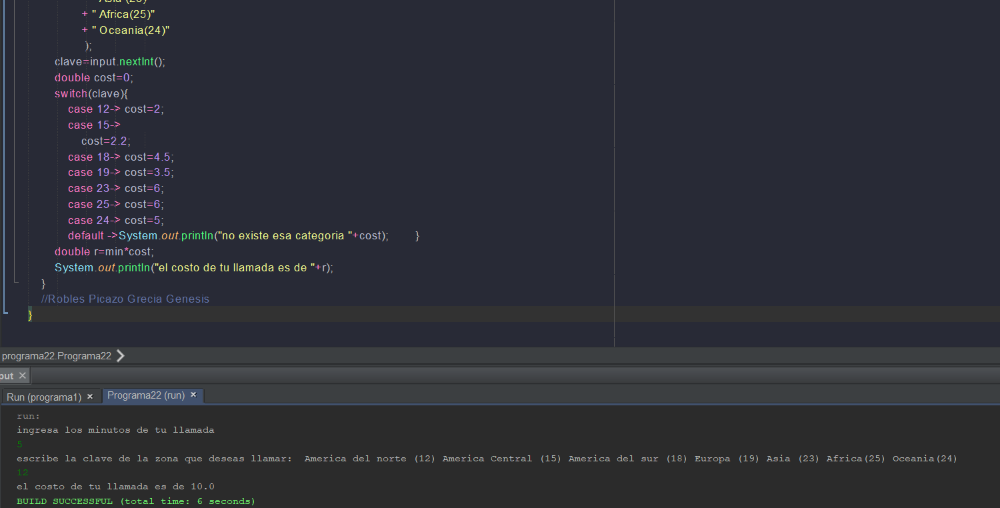 + " Africa(25)"
+ " Oceania(24)"
);
clave=input.nextInt();
double cost=0;
switch(clave){
case 12-> cost=2;
case 15->
cost=2.2;
case 18-> cost=4.5;
case 19-> cost=3.5;
case 23-> cost=6;
case 25-> cost=6;
case 24-> cost=5;
default ->System.out.println("no existe esa categoria "+cost); }
double r=min*cost;
System.out.println("el costo de tu llamada es de "+r);
}
//Robles Picazo Grecia Genesis
}
programa22.Programa22
put ×
Run (programa1) × Programa22 (run) ×
run:
ingresa los minutos de tu llamada
5
escribe la clave de la zona que deseas llamar:  America del norte (12) America Central (15) America del sur (18) Europa (19) Asia (23) Africa(25) Oceania(24)
12
el costo de tu llamada es de 10.0
BUILD SUCCESSFUL (total time: 6 seconds)